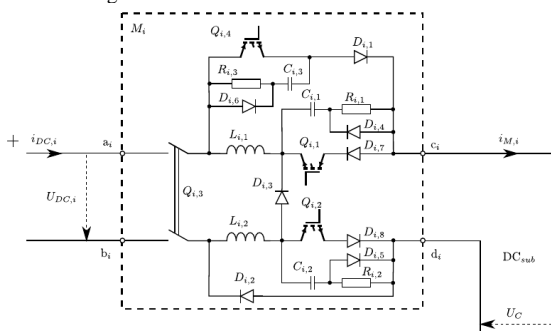 M_i
Q_{i,4}
D_{i,1}
R_{i,3}
C_{i,3}
D_{i,6}
C_{i,1}
R_{i,1}
D_{i,4}
+
i_{DC,i}
a_i
L_{i,1}
Q_{i,1}
D_{i,7}
c_i
i_{M,i}
U_{DC,i}
Q_{i,3}
D_{i,3}
Q_{i,2}
L_{i,2}
D_{i,8}
b_i
d_i
D_{i,5}
DC_{sub}
C_{i,2}
R_{i,2}
D_{i,2}
U_C